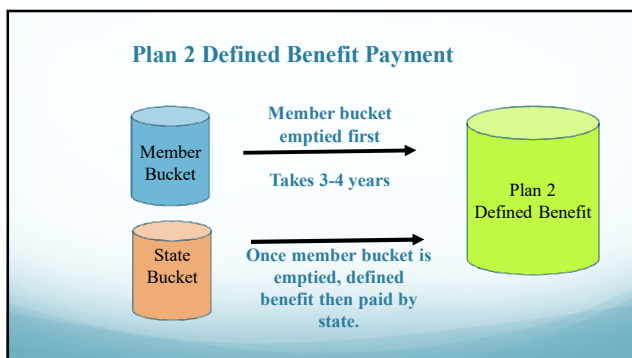 Plan 2 Defined Benefit Payment
Member
Bucket
Member bucket
emptied first
Takes 3-4 years
Plan 2
Defined Benefit
State
Bucket
Once member bucket is
emptied, defined
benefit then paid by
state.